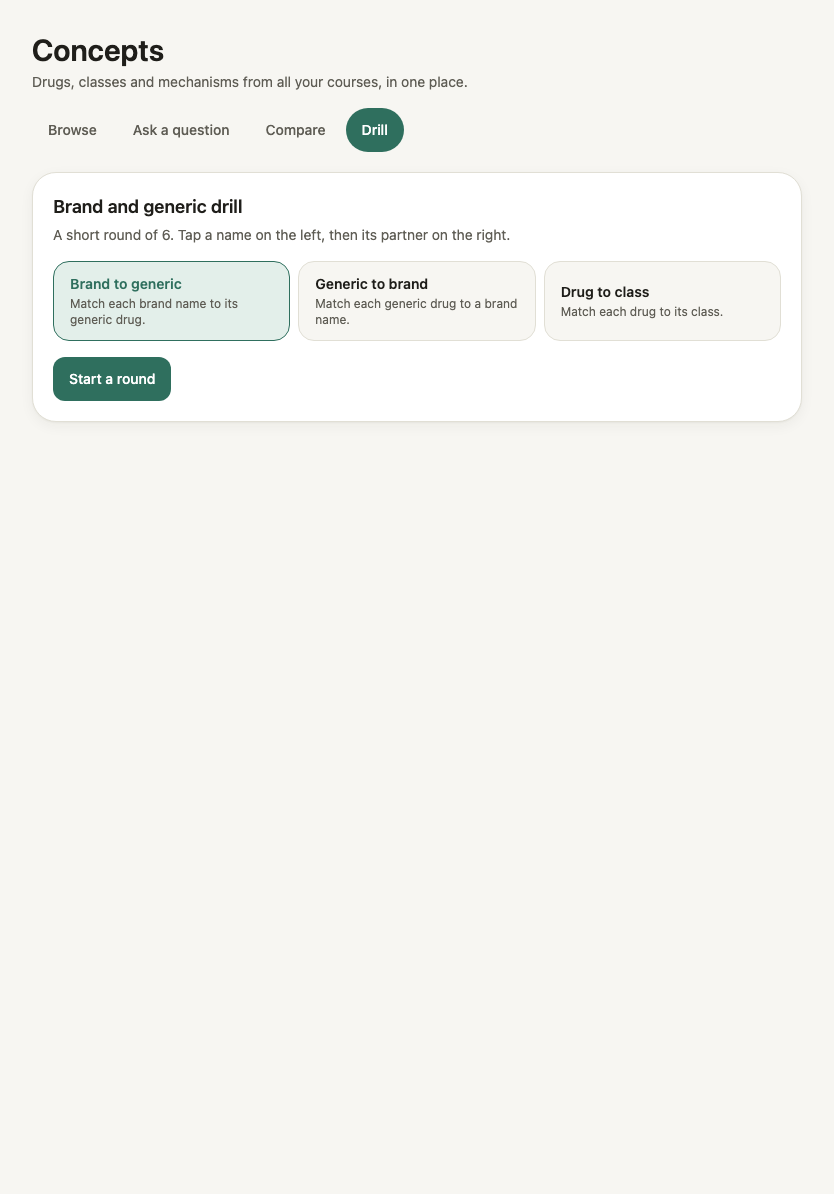 Concepts
Drugs, classes and mechanisms from all your courses, in one place.
Browse
Ask a question
Compare
Drill
Brand and generic drill
A short round of 6. Tap a name on the left, then its partner on the right.
Brand to generic
Match each brand name to its
generic drug.
Generic to brand
Match each generic drug to a brand
name.
Drug to class
Match each drug to its class.
Start a round